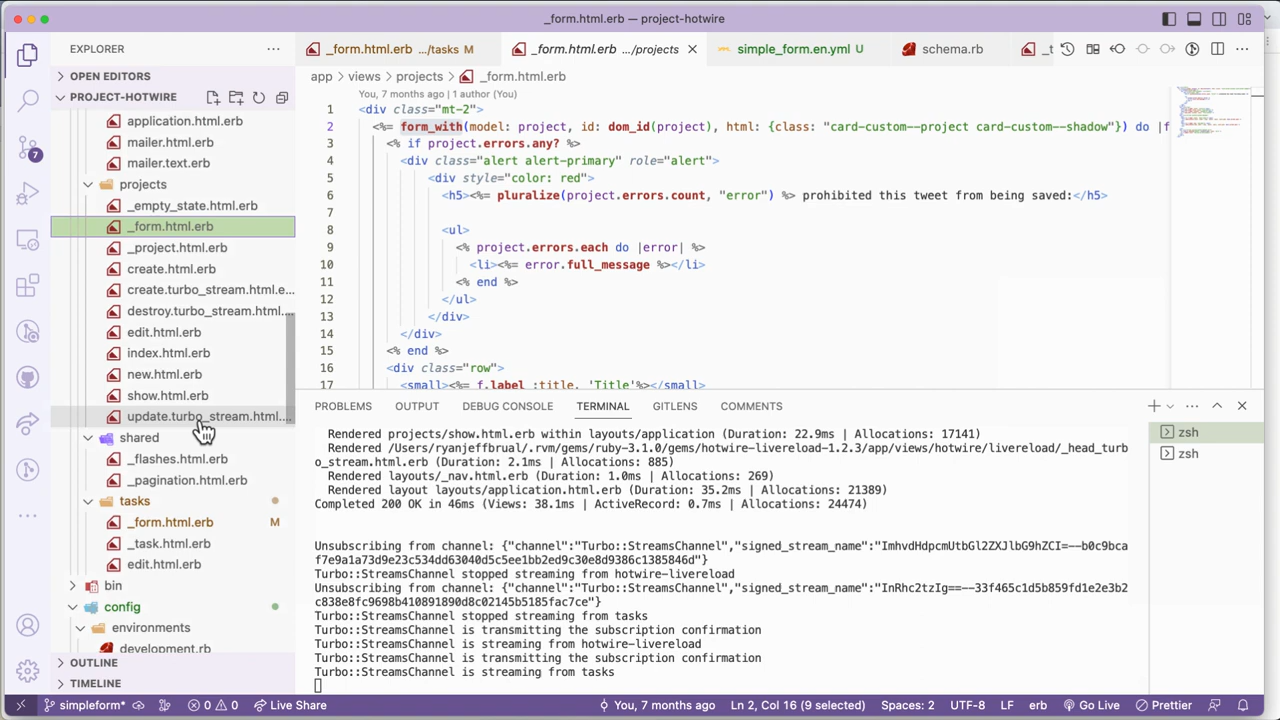 _form.html.erb — project-hotwire
EXPLORER
OPEN EDITORS
PROJECT-HOTWIRE
application.html.erb
mailer.html.erb
mailer.text.erb
projects
_empty_state.html.erb
_form.html.erb
_project.html.erb
create.html.erb
create.turbo_stream.html.e...
destroy.turbo_stream.html....
edit.html.erb
index.html.erb
new.html.erb
show.html.erb
update.turbo_stream.html....
shared
_flashes.html.erb
_pagination.html.erb
tasks
_form.html.erb M
_task.html.erb
edit.html.erb
bin
config
environments
development.rb
OUTLINE
TIMELINE
7
_form.html.erb .../tasks M
_form.html.erb .../projects
simple_form.en.yml U
schema.rb
_t
app > views > projects > _form.html.erb
You, 7 months ago | 1 author (You)
1 <div class="mt-2">
2 <%= form_with(model: project, id: dom_id(project), html: {class: "card-custom--project card-custom--shadow"}) do |f
3 <% if project.errors.any? %>
4 <div class="alert alert-primary" role="alert">
5 <div style="color: red">
6 <h5><%= pluralize(project.errors.count, "error") %> prohibited this tweet from being saved:</h5>
7
8 <ul>
9 <% project.errors.each do |error| %>
10 <li><%= error.full_message %></li>
11 <% end %>
12 </ul>
13 </div>
14 </div>
15 <% end %>
16 <div class="row">
17 <small><%= f.label :title, 'Title'%></small>
PROBLEMS OUTPUT DEBUG CONSOLE TERMINAL GITLENS COMMENTS
Rendered projects/show.html.erb within layouts/application (Duration: 22.9ms | Allocations: 17141)
Rendered /Users/ryanjeffbrual/.rvm/gems/ruby-3.1.0/gems/hotwire-livereload-1.2.3/app/views/hotwire/livereload/_head_turb
o_stream.html.erb (Duration: 2.1ms | Allocations: 885)
Rendered layouts/_nav.html.erb (Duration: 1.0ms | Allocations: 269)
Rendered layout layouts/application.html.erb (Duration: 35.2ms | Allocations: 21389)
Completed 200 OK in 46ms (Views: 38.1ms | ActiveRecord: 0.7ms | Allocations: 24474)
Unsubscribing from channel: {"channel":"Turbo::StreamsChannel","signed_stream_name":"ImhvdHdpcmUtbGl2ZXJlbG9hZCI=--b0c9bca
f7e9a1a73d9e23c534dd63040d5c5ee1bb2ed9c30e8d9386c1385846d"}
Turbo::StreamsChannel stopped streaming from hotwire-livereload
Unsubscribing from channel: {"channel":"Turbo::StreamsChannel","signed_stream_name":"InRhc2tzIg==--33f465c1d5b859fd1e2e3b2
c838e8fc9698b410891890d8c02145b5185fac7ce"}
Turbo::StreamsChannel stopped streaming from tasks
Turbo::StreamsChannel is transmitting the subscription confirmation
Turbo::StreamsChannel is streaming from hotwire-livereload
Turbo::StreamsChannel is transmitting the subscription confirmation
Turbo::StreamsChannel is streaming from tasks
zsh
zsh
simpleform* 0 0 Live Share You, 7 months ago Ln 2, Col 16 (9 selected) Spaces: 2 UTF-8 LF erb Go Live Prettier